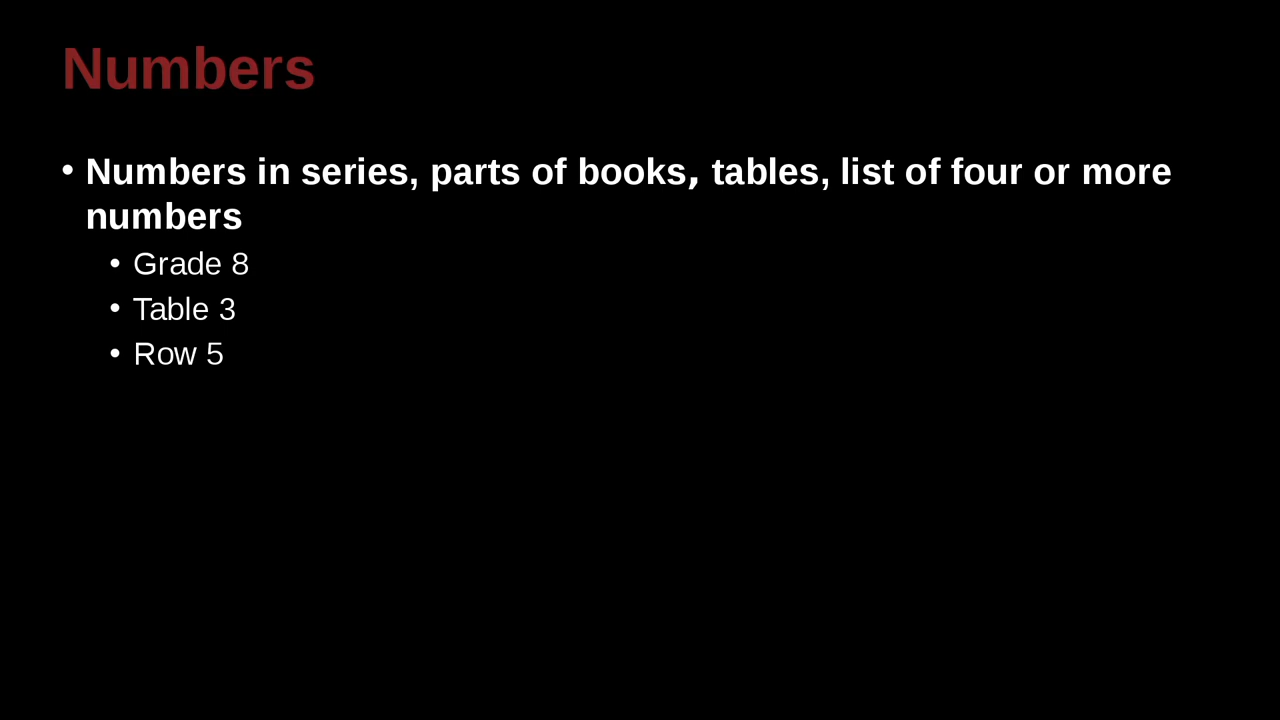 Numbers
• Numbers in series, parts of books, tables, list of four or more
numbers
• Grade 8
• Table 3
• Row 5